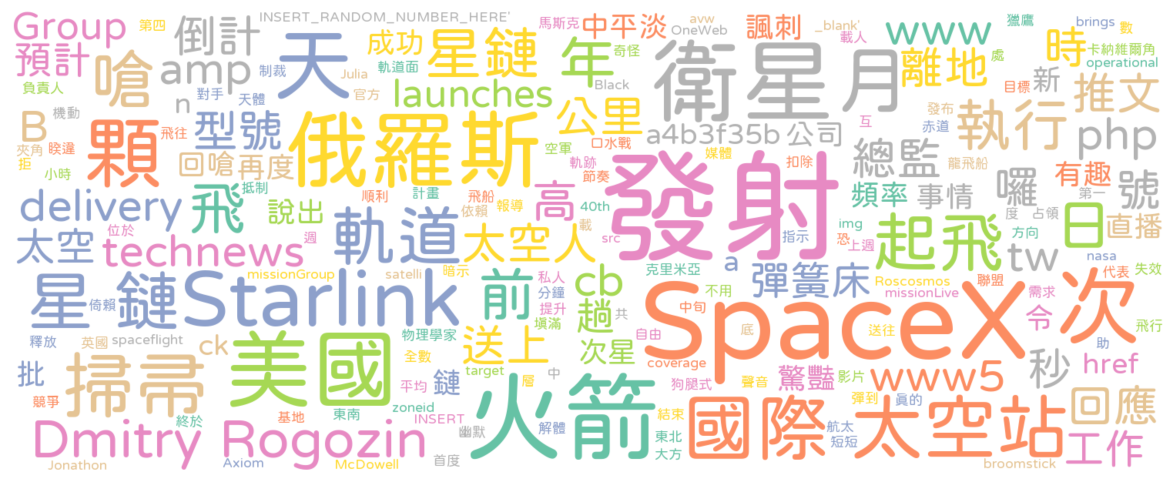 Group 第四 倒計 INSERT_RANDOM_NUMBER_HERE' 馬斯克 中平淡 諷刺 _blank' 獵鷹 brings 數
預計 嗆 amp 制裁 天 Julia 軌道面 成功 星鏈 年 奇怪 衛星 月 avw OneWeb www 載人 離地 時 卡納維爾角 operational
負責人 n 對手 天體 官方 launches Black 處 目標 新 推文
B 機動 顆 飛往 型號 俄羅斯 空軍 公里 a4b3f35b 公司 發布 赤道 執行 php
夾角 拒 睽違 回嗆 再度 口水戰 軌跡 節奏 媒體 扣除 互 總監 龍飛船 有趣
小時 抵制 順利 計畫 飛船 依賴 報導 高 40th 載 發射 頻率 事情 囉 第一 號
delivery 飛 說出 img 度 占領 日 直播
太空 位於 technews 週 軌道 太空人 src 指示 恐 上週 起飛 方向 tw nasa
星鏈 Starlink missionGroup satelli 暗示 前 私人 cb 克里米亞 a 彈簧床 Roscosmos 聯盟 代表 失效
倚賴 分鐘 提升 趟 中旬 不用 SpaceX missionLive 需求 令 次 飛行
釋放 英國 spaceflight ck 美國 物理學家 送上 填滿 共 自由 底 送往 秒 助
批 掃帚 全數 target 層 中 次星 coverage 驚豔 影片 www5 href
競爭 終於 基地 東南 平均 鏈 zoneid 火箭 狗腿式 聲音 彈到 真的 回應
Dmitry Rogozin INSERT 幽默 解體 結束 東北 國際 太空站 航太 工作
Jonathon Axiom McDowell 首度 大方 短短 broomstick